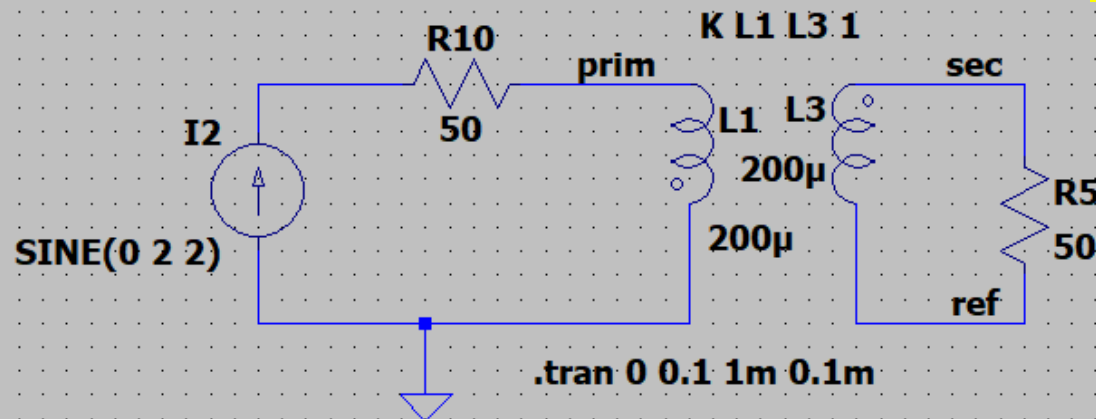 K L1 L3 1
R10
prim
sec
50
I2
L1
L3
200µ
R5
50
SINE(0 2 2)
200µ
ref
.tran 0 0.1 1m 0.1m